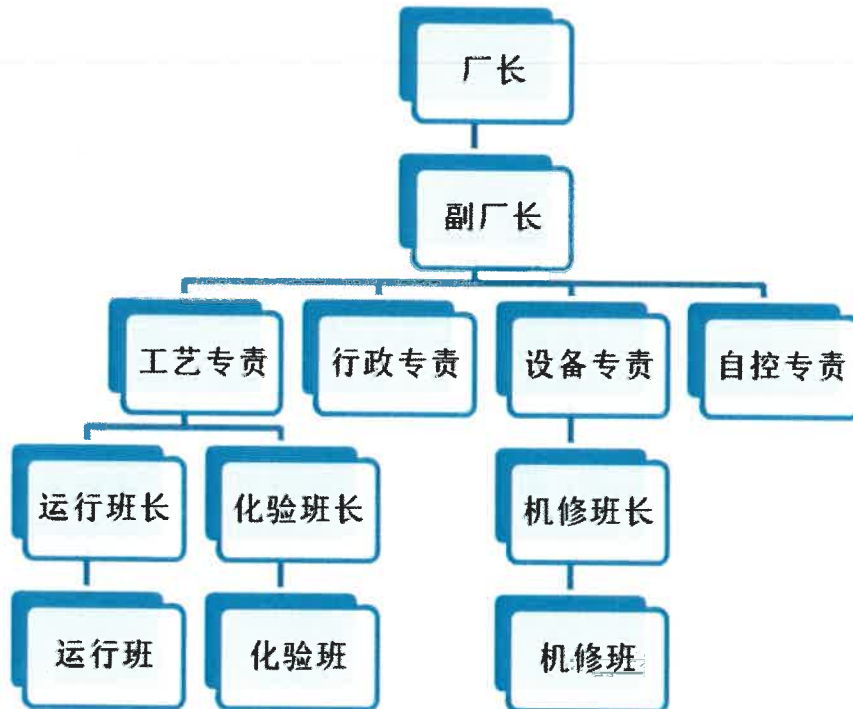 厂长
副厂长
工艺专责
行政专责
设备专责
自控专责
运行班长
化验班长
机修班长
运行班
化验班
机修班